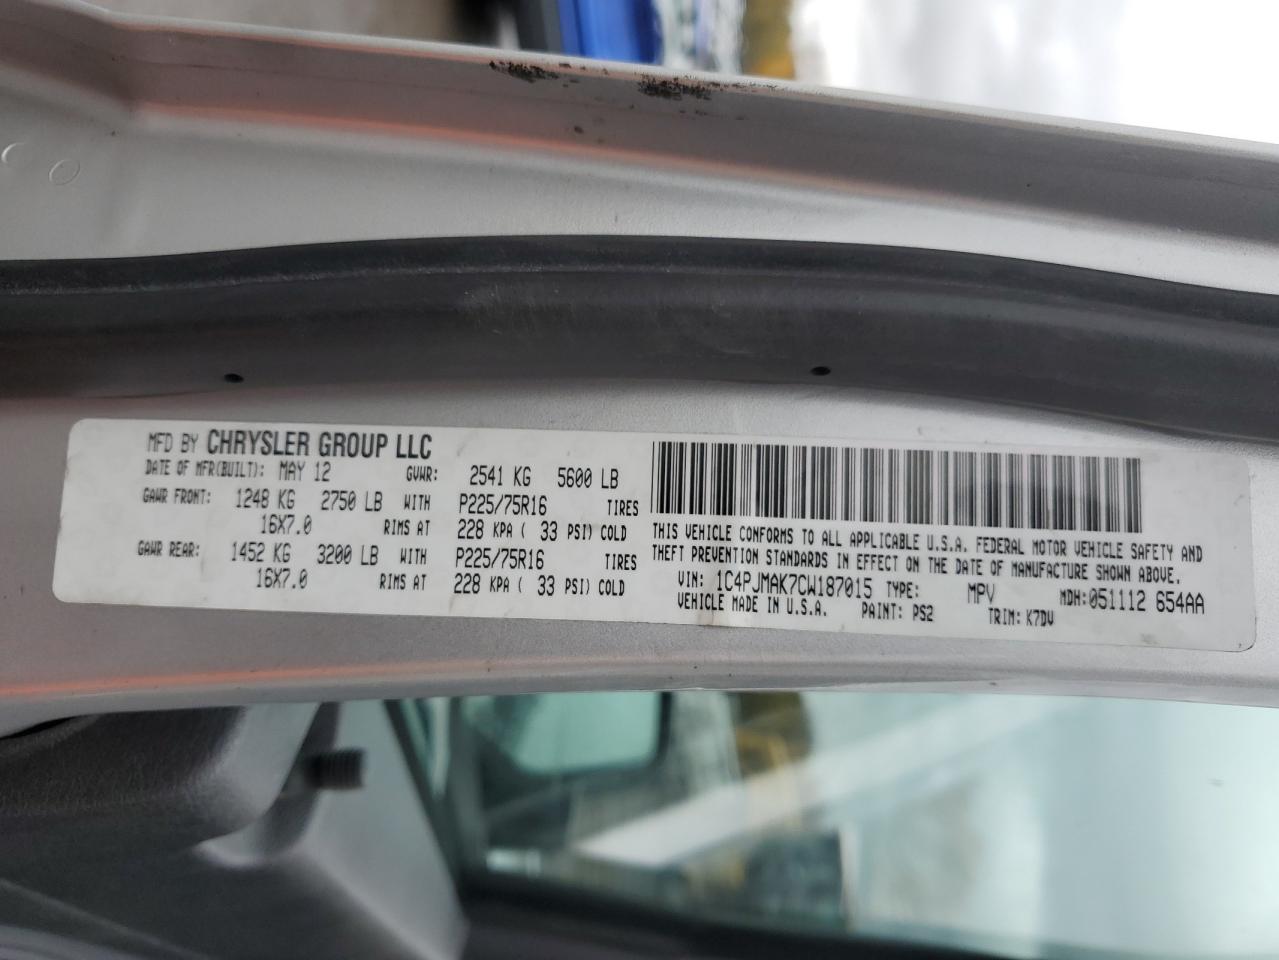 MFD BY CHRYSLER GROUP LLC
DATE OF MFR(BUILT): MAY 12 GVWR: 2541 KG 5600 LB
GAWR FRONT: 1248 KG 2750 LB WITH P225/75R16 TIRES
16X7.0 RIMS AT 228 KPA ( 33 PSI) COLD
GAWR REAR: 1452 KG 3200 LB WITH P225/75R16 TIRES
16X7.0 RIMS AT 228 KPA ( 33 PSI) COLD
THIS VEHICLE CONFORMS TO ALL APPLICABLE U.S.A. FEDERAL MOTOR VEHICLE SAFETY AND
THEFT PREVENTION STANDARDS IN EFFECT ON THE DATE OF MANUFACTURE SHOWN ABOVE.
VIN: 1C4PJMAK7CW187015 TYPE: MPV MDH:051112 654AA
VEHICLE MADE IN U.S.A. PAINT: PS2 TRIM: K7DV